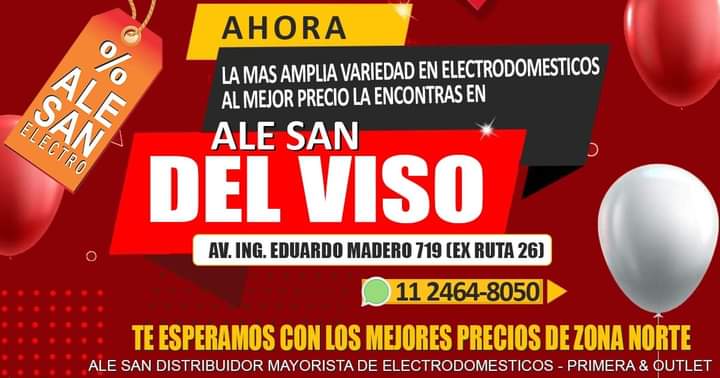 %
ALE
SAN
ELECTRO
AHORA
LA MAS AMPLIA VARIEDAD EN ELECTRODOMESTICOS
AL MEJOR PRECIO LA ENCONTRAS EN
ALE SAN
DEL VISO
AV. ING. EDUARDO MADERO 719 (EX RUTA 26)
11 2464-8050
TE ESPERAMOS CON LOS MEJORES PRECIOS DE ZONA NORTE
ALE SAN DISTRIBUIDOR MAYORISTA DE ELECTRODOMESTICOS - PRIMERA & OUTLET